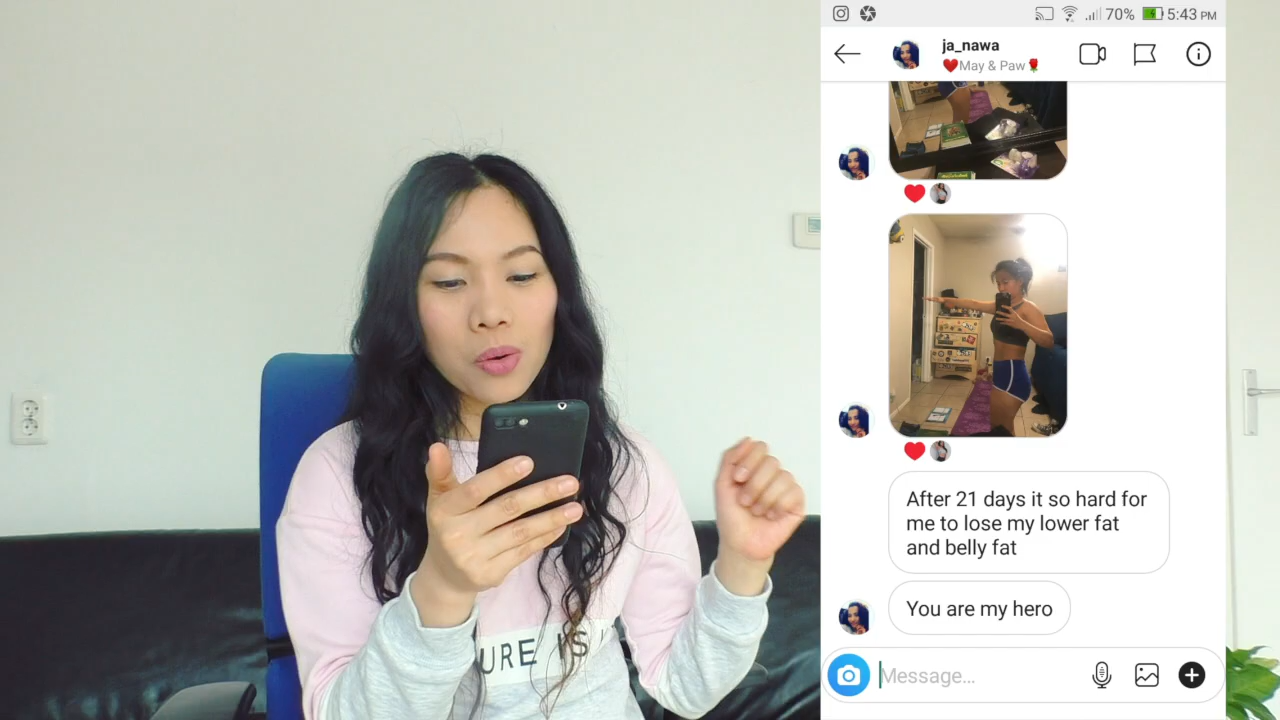 70% 5:43 PM
ja_nawa
❤️May & Paw🌹
After 21 days it so hard for
me to lose my lower fat
and belly fat
You are my hero
Message...
URE IS